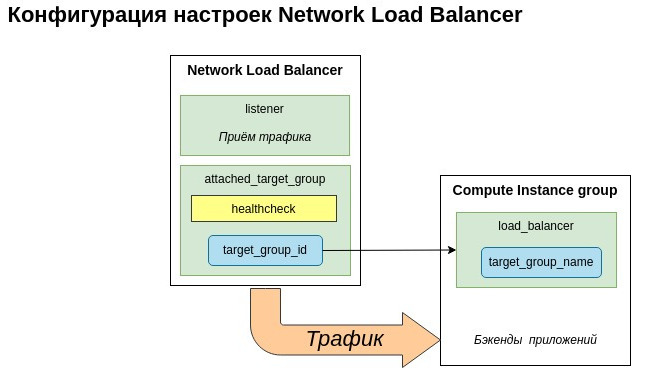 Конфигурация настроек Network Load Balancer
Network Load Balancer
listener
Приём трафика
attached_target_group
healthcheck
target_group_id
Compute Instance group
load_balancer
target_group_name
Бэкенды приложений
Трафик